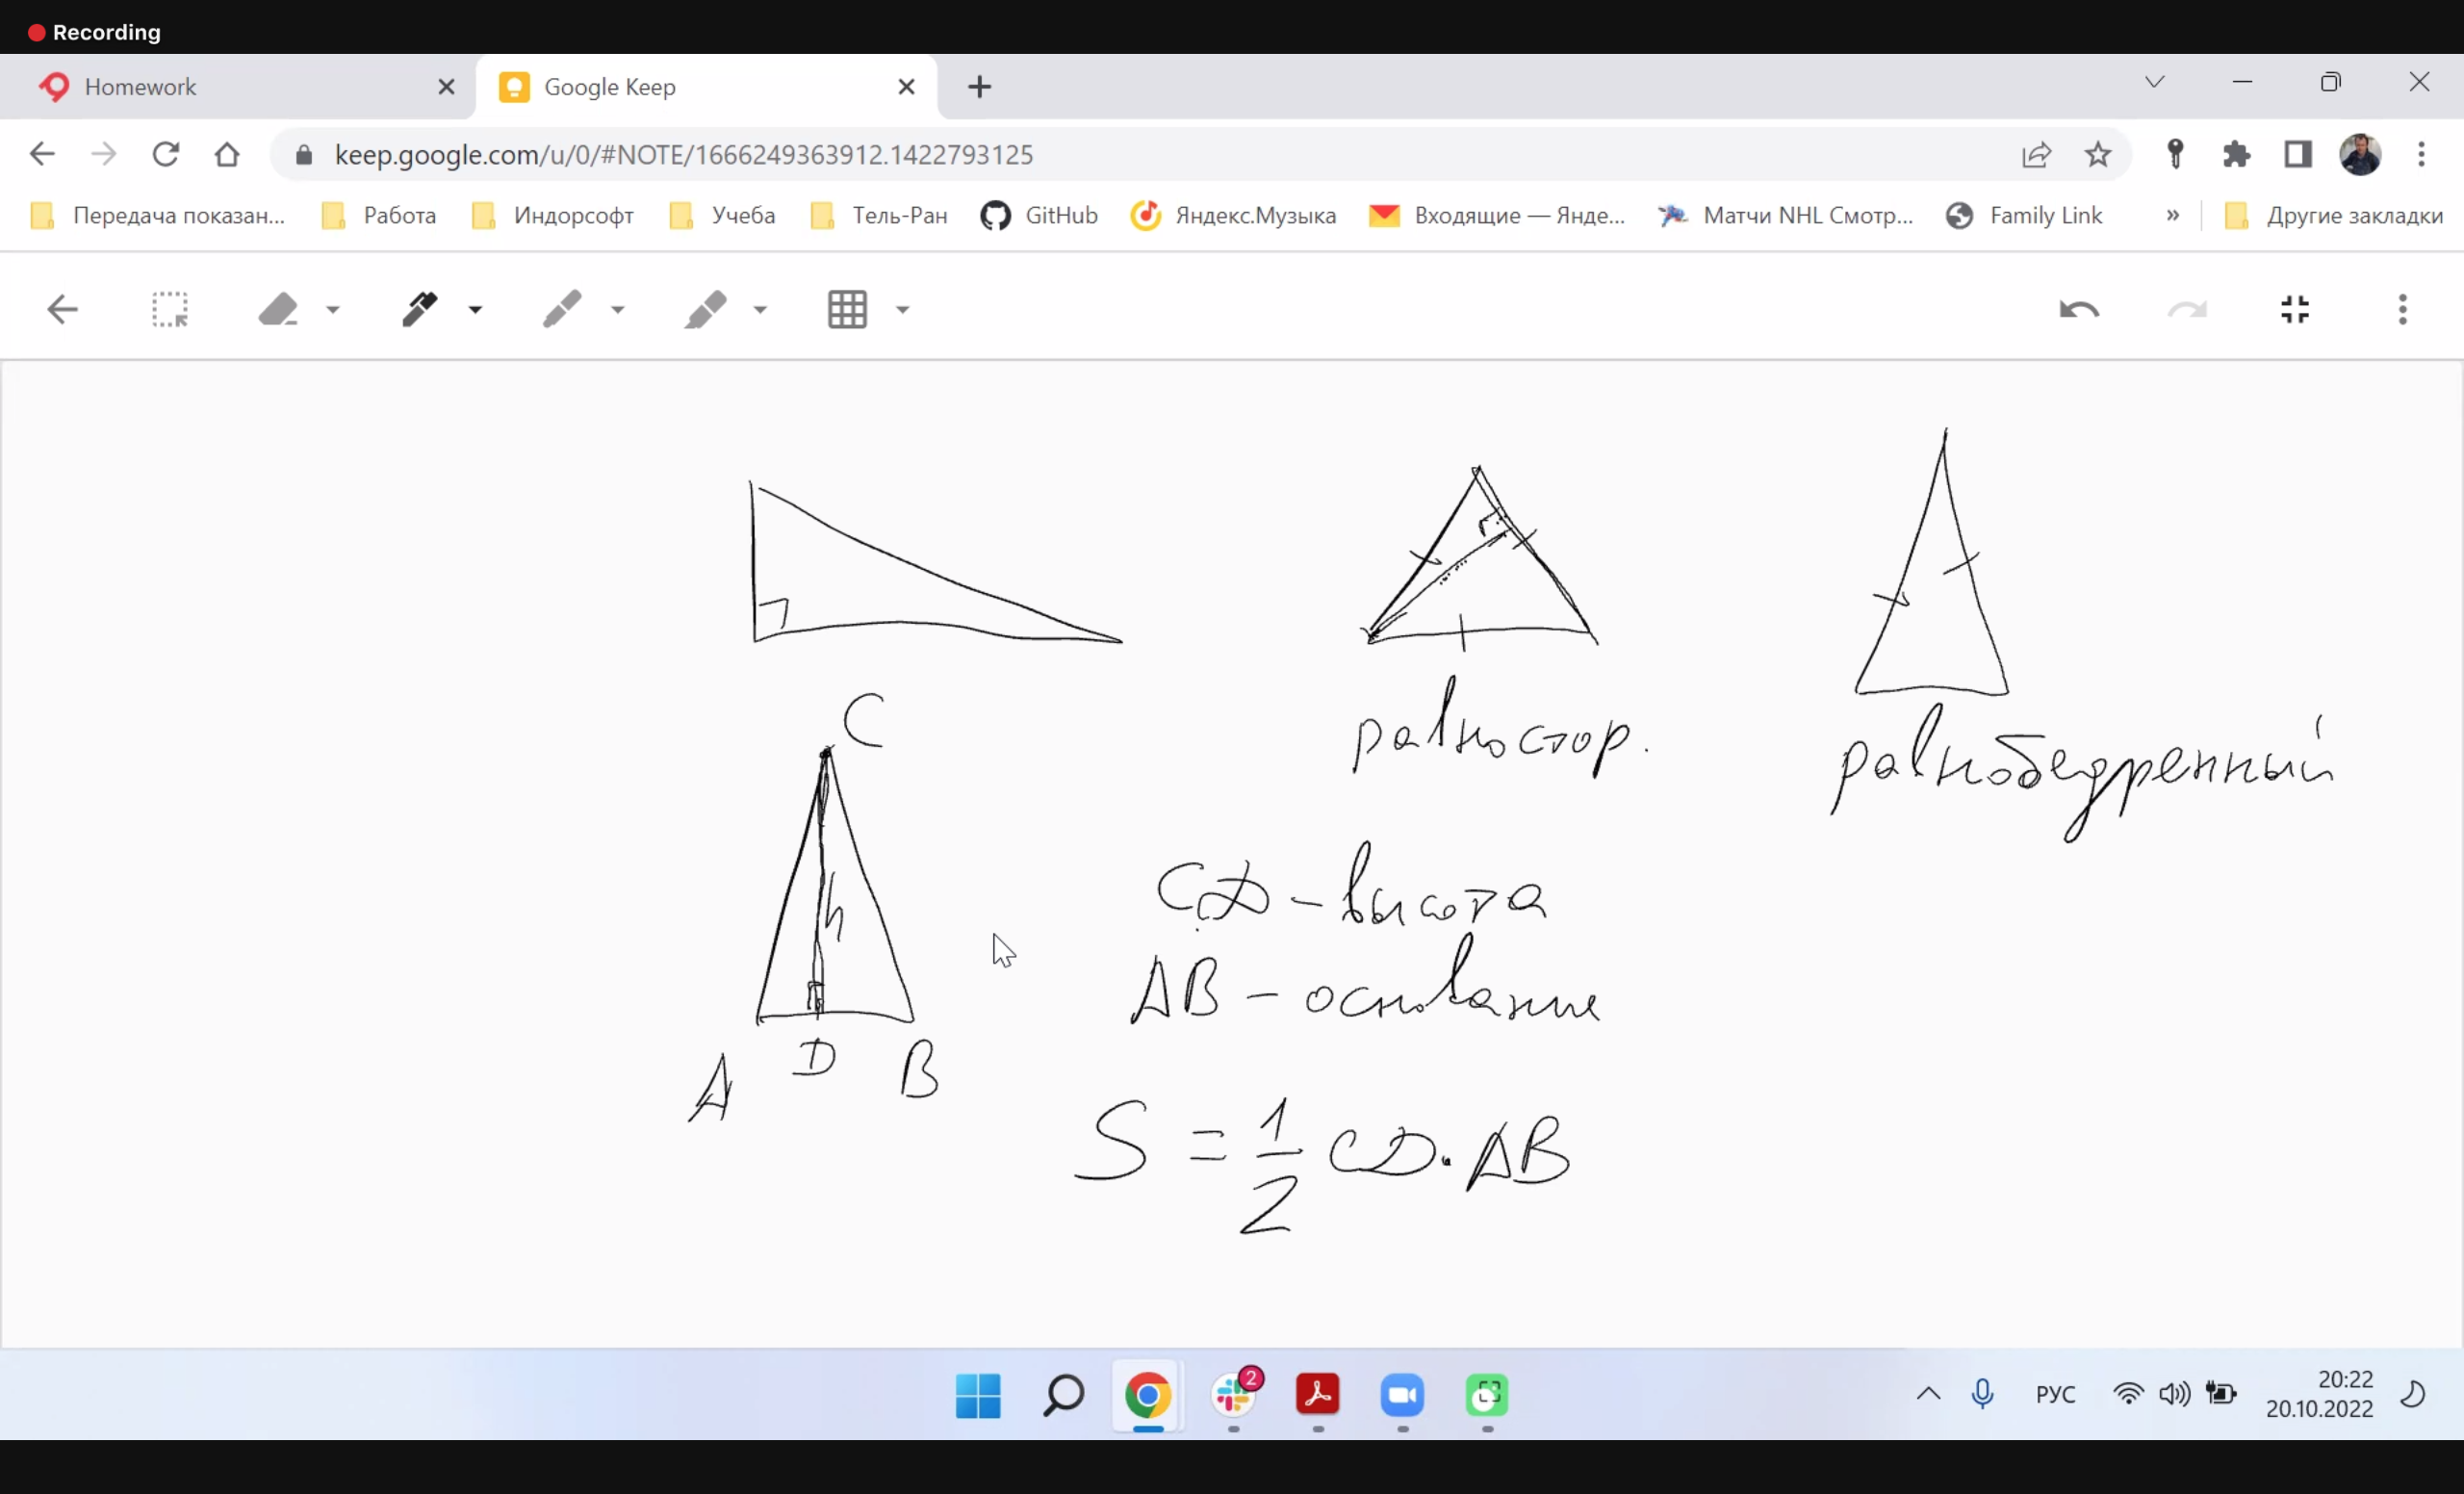 Recording
Homework
Google Keep
keep.google.com/u/0/#NOTE/1666249363912.1422793125
Передача показан...
Работа
Индорсофт
Учеба
Тель-Ран
GitHub
Яндекс.Музыка
Входящие — Янде...
Матчи NHL Смотр...
Family Link
»
Другие закладки
равностор.
равнобедренный
C
h
A D B
CD - высота
AB - основание
S = 1/2 CD · AB
2
РУС
20:22
20.10.2022